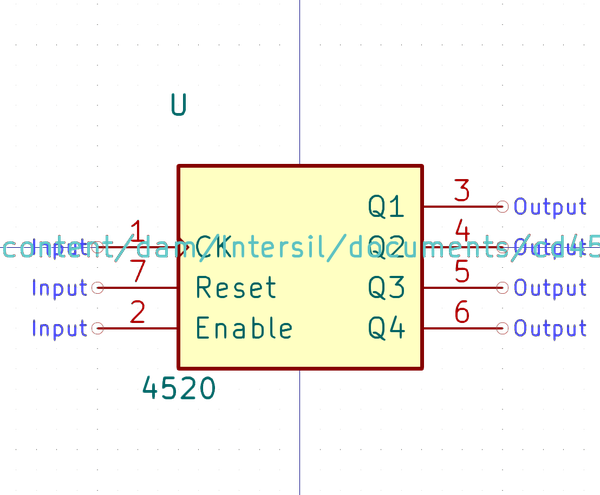 U
Q1 3 Output
Input 1 CK Q2 4 Output
content/dam/Intersil/documents/cd45
Input 7 Reset Q3 5 Output
Input 2 Enable Q4 6 Output
4520